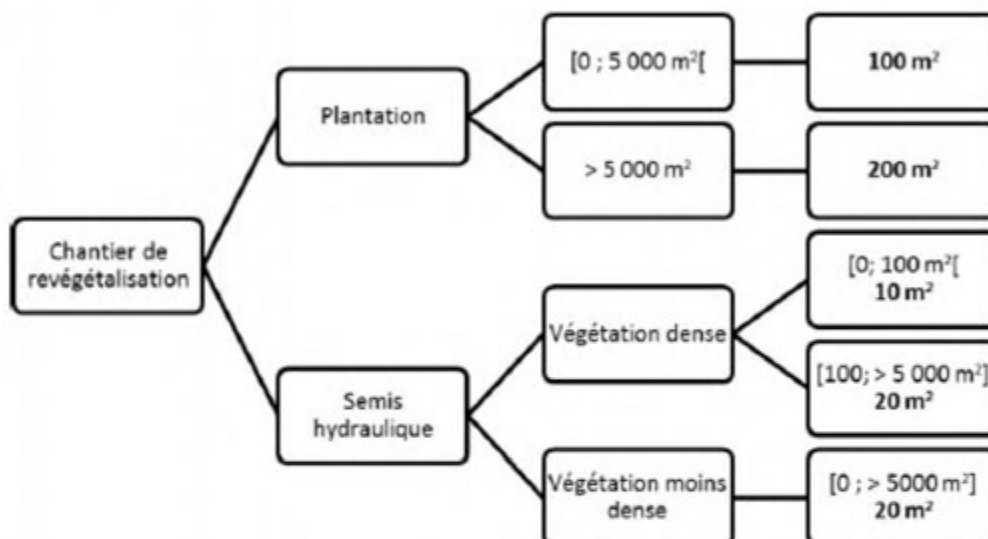 [0 ; 5 000 m²[
100 m²
Plantation
> 5 000 m²
200 m²
Chantier de
revégétalisation
[0; 100 m²[
10 m²
Végétation dense
[100; > 5 000 m²]
20 m²
Semis
hydraulique
Végétation moins
dense
[0 ; > 5000 m²]
20 m²